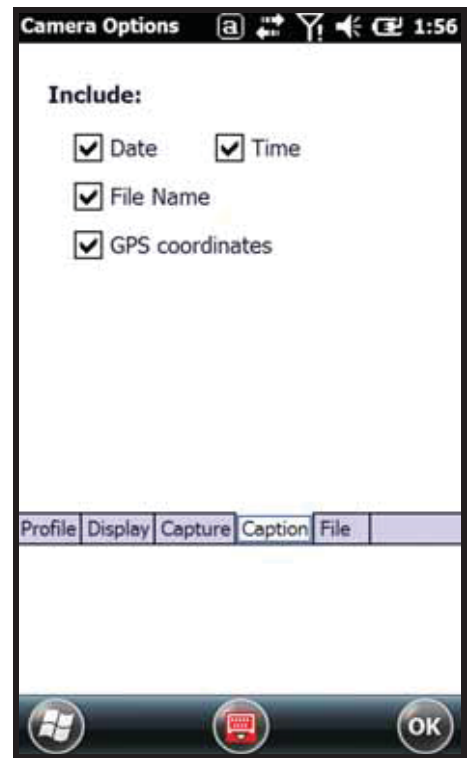 Camera Options a 1:56
Include:
Date Time
File Name
GPS coordinates
Profile Display Capture Caption File
OK